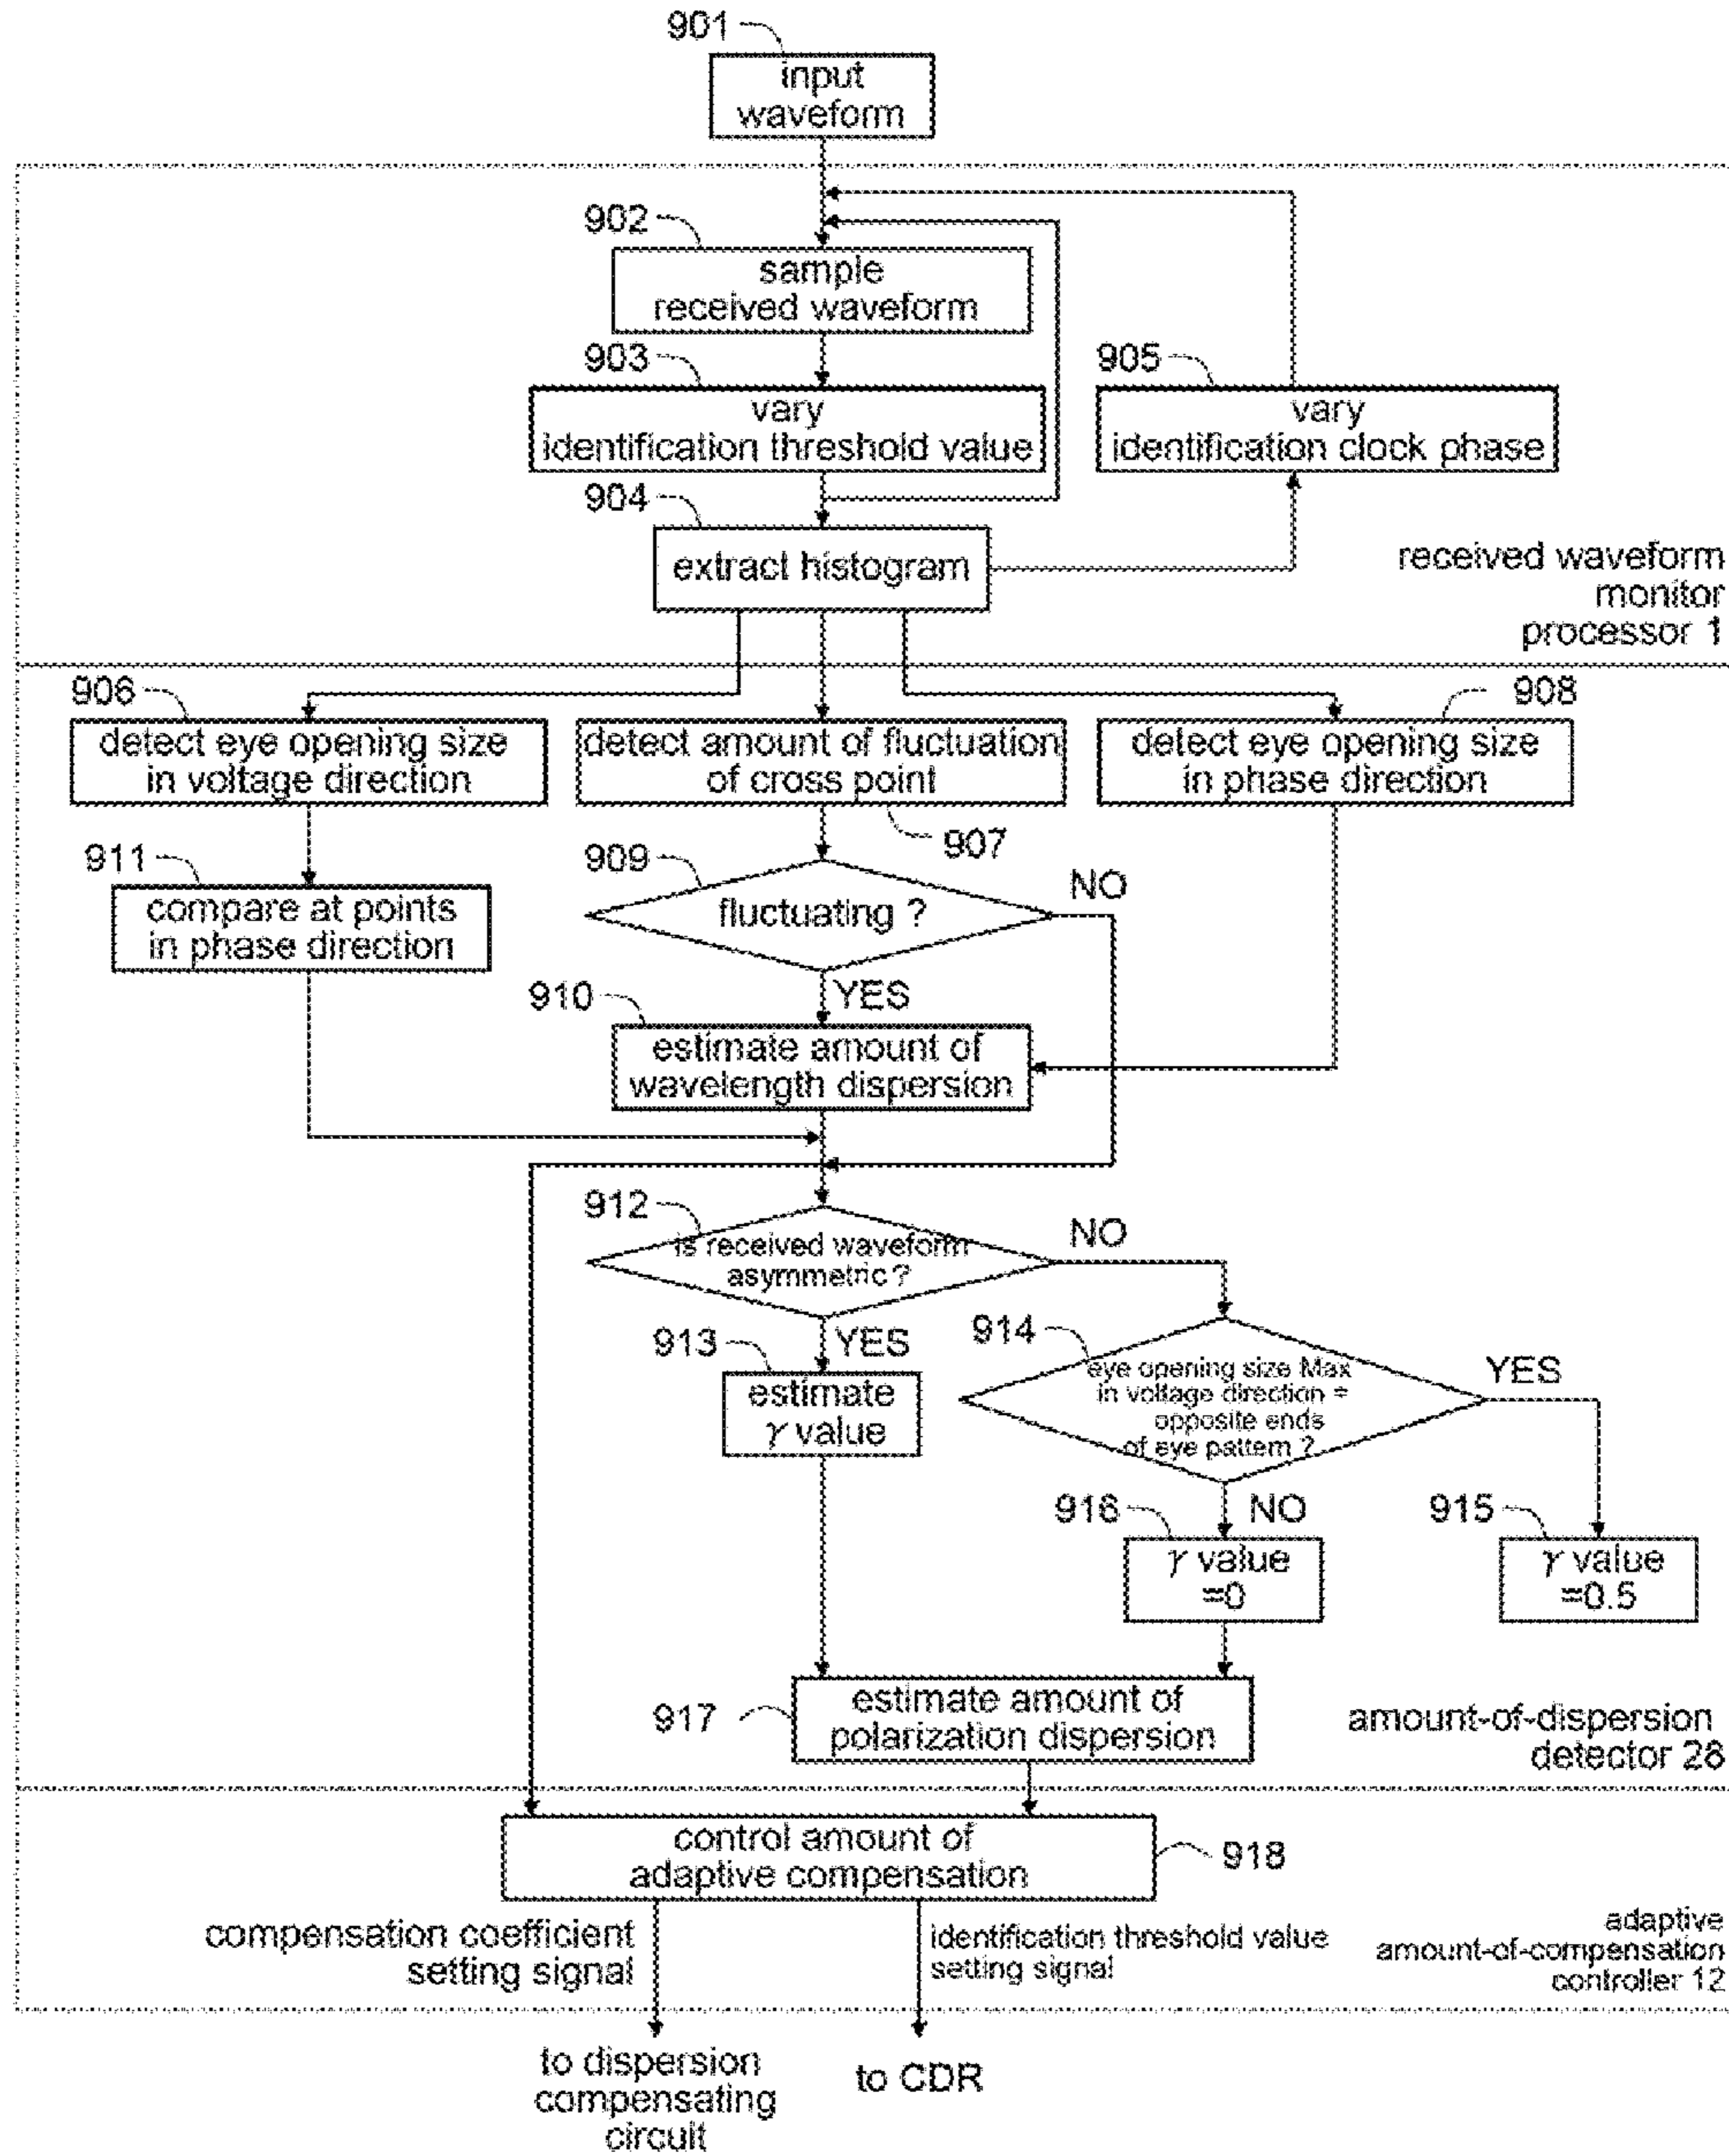 901
input
waveform
902
sample
received waveform
903
vary
identification threshold value
905
vary
identification clock phase
904
extract histogram
received waveform
monitor
processor 1
906
detect eye opening size
in voltage direction
detect amount of fluctuation
of cross point
907
908
detect eye opening size
in phase direction
911
compare at points
in phase direction
909
fluctuating ?
NO
YES
910
estimate amount of
wavelength dispersion
912
is received waveform
asymmetric ?
NO
YES
913
estimate
γ value
914
eye opening size Max
in voltage direction =
opposite ends
of eye pattern ?
YES
NO
916
γ value
=0
915
γ value
=0.5
917
estimate amount of
polarization dispersion
amount-of-dispersion
detector 28
control amount of
adaptive compensation
918
compensation coefficient
setting signal
identification threshold value
setting signal
adaptive
amount-of-compensation
controller 12
to dispersion
compensating
circuit
to CDR